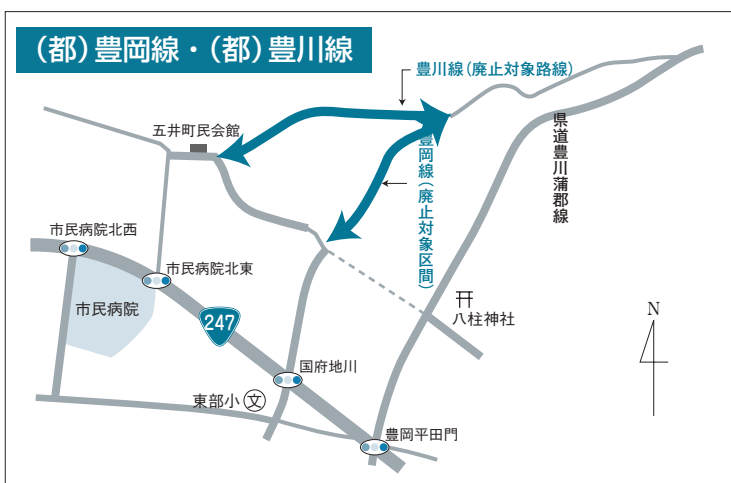 (都)豊岡線・(都)豊川線
豊川線(廃止対象路線)
五井町民会館
豊岡線(廃止対象区間)
県道豊川蒲郡線
市民病院北西
市民病院北東
市民病院
247
八柱神社
N
国府地川
東部小 文
豊岡平田門